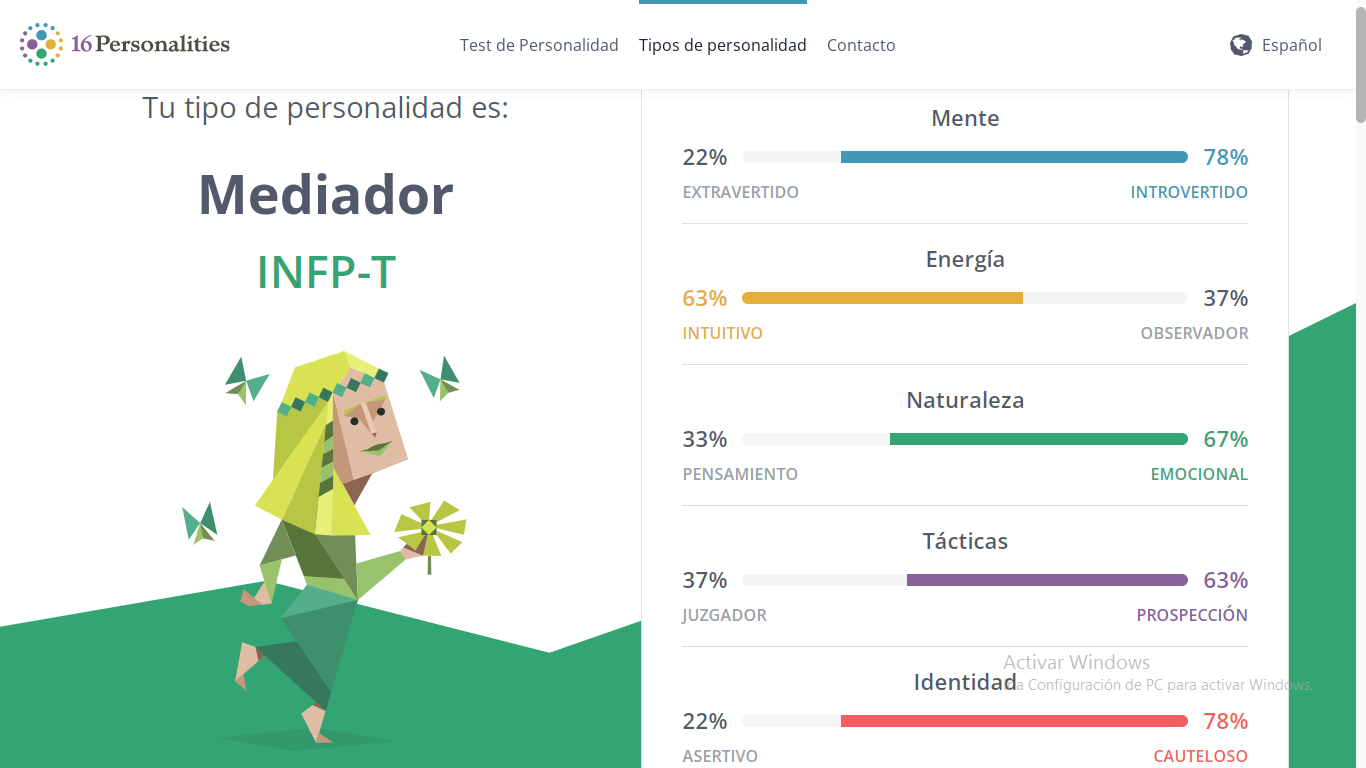 16Personalities
Test de Personalidad
Tipos de personalidad
Contacto
Español
Tu tipo de personalidad es:
Mediador
INFP-T
Mente
22%
78%
EXTRAVERTIDO
INTROVERTIDO
Energía
63%
37%
INTUITIVO
OBSERVADOR
Naturaleza
33%
67%
PENSAMIENTO
EMOCIONAL
Tácticas
37%
63%
JUZGADOR
PROSPECCIÓN
Identidad
22%
78%
ASERTIVO
CAUTELOSO
Activar Windows
a Configuración de PC para activar Windows.